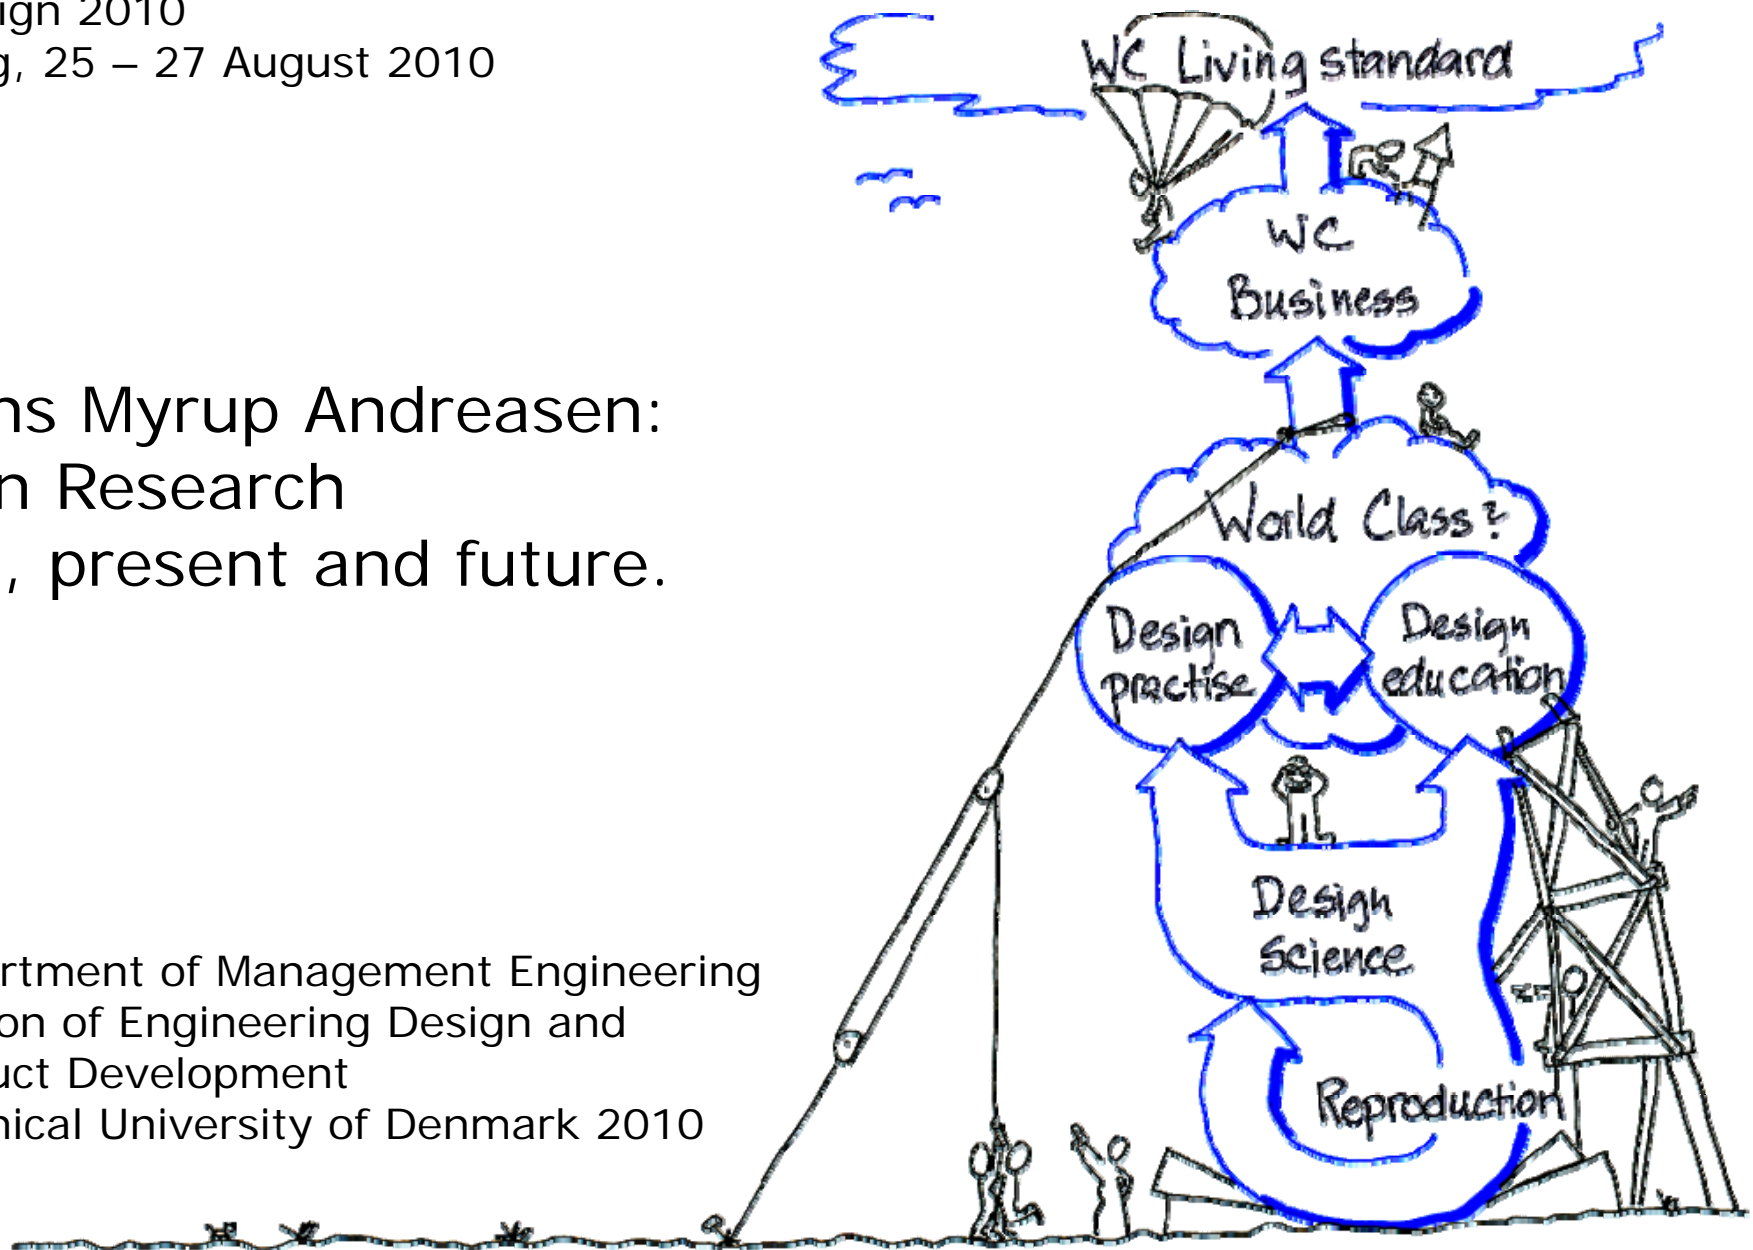 ign 2010
g, 25 – 27 August 2010
ns Myrup Andreasen:
n Research
, present and future.
rtment of Management Engineering
on of Engineering Design and
uct Development
nical University of Denmark 2010
WC Living standard
WC
Business
World Class?
Design
practise
Design
education
Design
Science
Reproduction